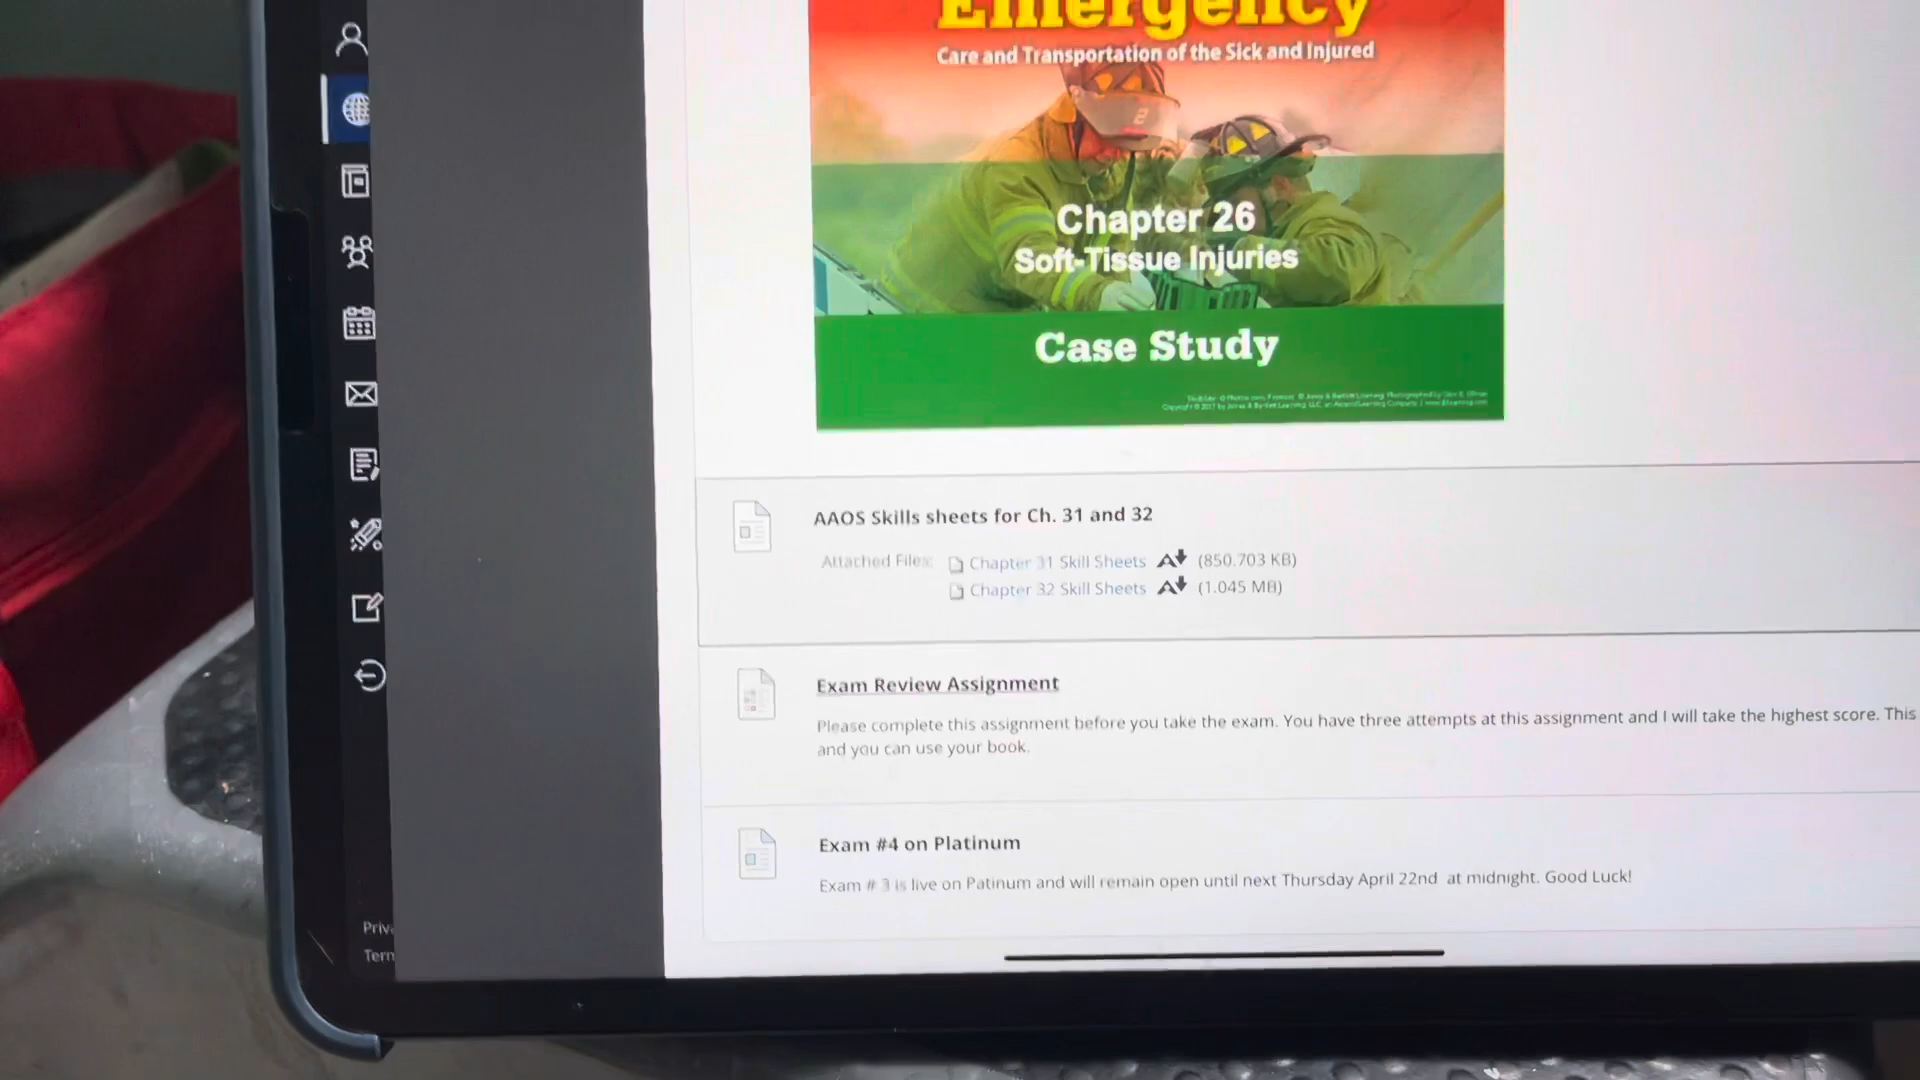 Emergency
Care and Transportation of the Sick and Injured
2
Chapter 26
Soft-Tissue Injuries
Case Study
AAOS Skills sheets for Ch. 31 and 32
Attached Files: Chapter 31 Skill Sheets (850.703 KB)
Chapter 32 Skill Sheets (1.045 MB)
Exam Review Assignment
Please complete this assignment before you take the exam. You have three attempts at this assignment and I will take the highest score. This
and you can use your book.
Exam #4 on Platinum
Exam # 3 is live on Patinum and will remain open until next Thursday April 22nd at midnight. Good Luck!
Priv
Term